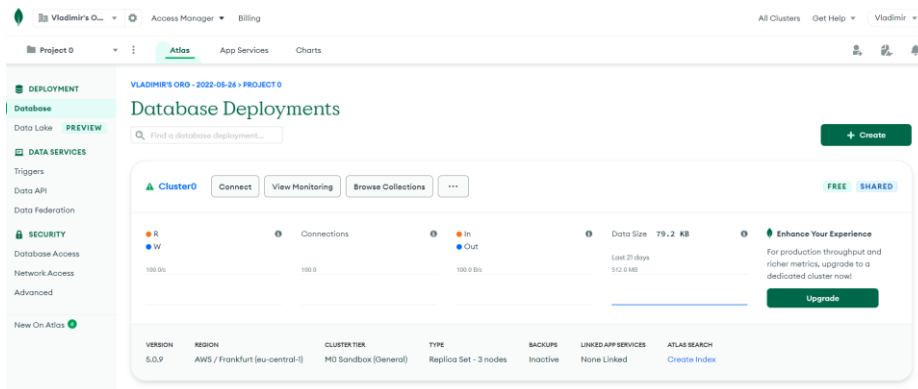 Vladimir's O... Access Manager Billing All Clusters Get Help Vladimir
Project 0 Atlas App Services Charts
DEPLOYMENT
Database
Data Lake PREVIEW
DATA SERVICES
Triggers
Data API
Data Federation
SECURITY
Database Access
Network Access
Advanced
New On Atlas
VLADIMIR'S ORG - 2022-05-26 > PROJECT 0
Database Deployments
Find a database deployment...
+ Create
Cluster0 Connect View Monitoring Browse Collections ... FREE SHARED
R
W
100.0/s
Connections
100.0
In
Out
100.0 B/s
Data Size 79.2 KB
Last 21 days
512.0 MB
Enhance Your Experience
For production throughput and
richer metrics, upgrade to a
dedicated cluster now!
Upgrade
VERSION REGION CLUSTER TIER TYPE BACKUPS LINKED APP SERVICES ATLAS SEARCH
5.0.9 AWS / Frankfurt (eu-central-1) M0 Sandbox (General) Replica Set - 3 nodes Inactive None Linked Create Index